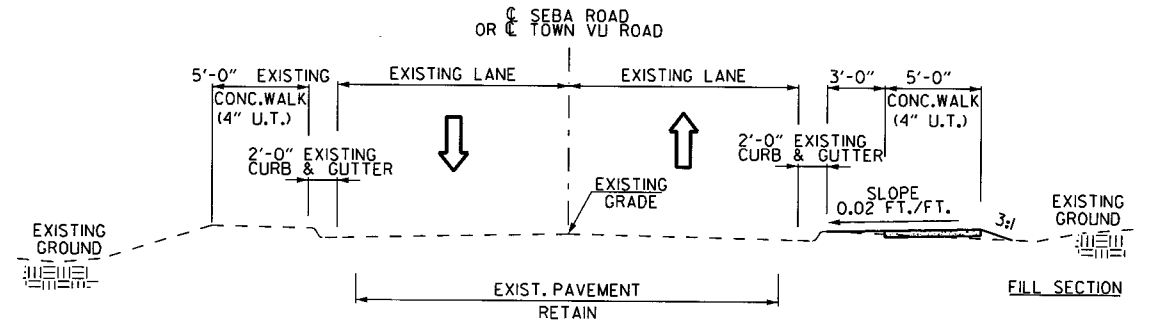 ℄ SEBA ROAD
OR ℄ TOWN VU ROAD
5'-0" EXISTING
CONC.WALK
(4" U.T.)
EXISTING LANE
EXISTING LANE
3'-0"
5'-0"
CONC.WALK
(4" U.T.)
2'-0" EXISTING
CURB & GUTTER
2'-0" EXISTING
CURB & GUTTER
EXISTING
GRADE
SLOPE
0.02 FT./FT.
3:1
EXISTING
GROUND
EXISTING
GROUND
EXIST. PAVEMENT
RETAIN
FILL SECTION